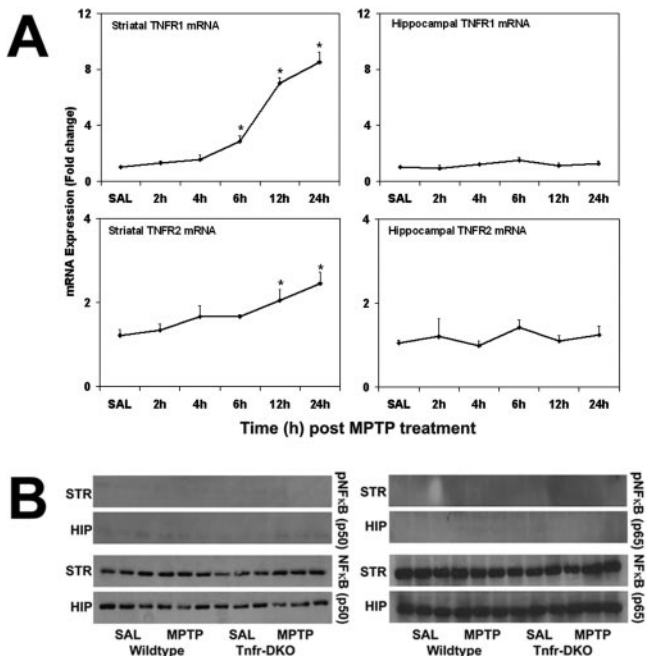 A
Striatal TNFR1 mRNA
12
8
4
0
SAL 2h 4h 6h 12h 24h
* * *
Hippocampal TNFR1 mRNA
12
8
4
0
SAL 2h 4h 6h 12h 24h
mRNA Expression (Fold change)
Striatal TNFR2 mRNA
4
2
0
SAL 2h 4h 6h 12h 24h
* *
Hippocampal TNFR2 mRNA
4
2
0
SAL 2h 4h 6h 12h 24h
Time (h) post MPTP treatment
B
STR
HIP
pNFκB (p50)
STR
HIP
NFκB (p50)
SAL MPTP SAL MPTP
Wildtype Tnfr-DKO
STR
HIP
pNFκB (p65)
STR
HIP
NFκB (p65)
SAL MPTP SAL MPTP
Wildtype Tnfr-DKO